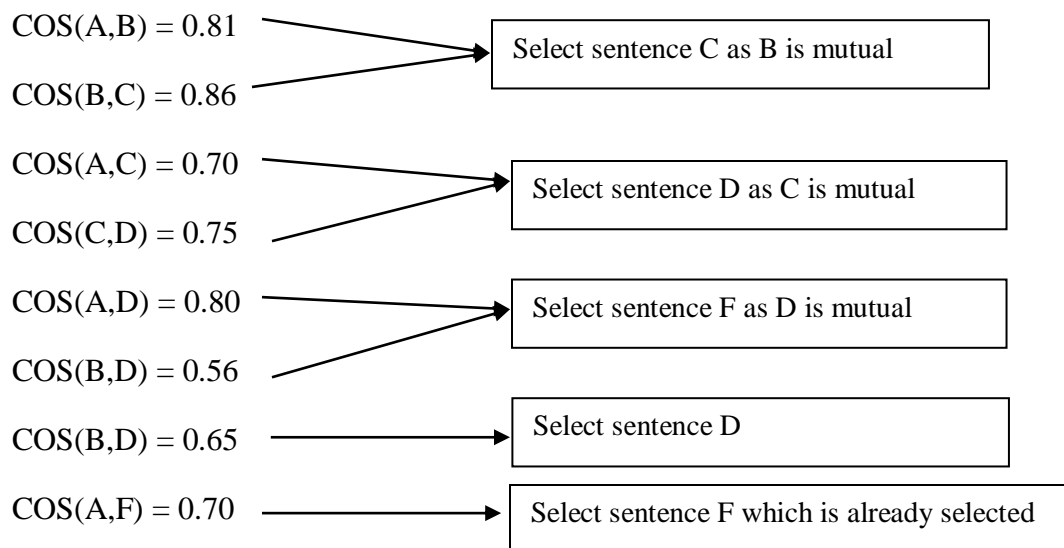 COS(A,B) = 0.81
Select sentence C as B is mutual
COS(B,C) = 0.86
COS(A,C) = 0.70
Select sentence D as C is mutual
COS(C,D) = 0.75
COS(A,D) = 0.80
Select sentence F as D is mutual
COS(B,D) = 0.56
COS(B,D) = 0.65
Select sentence D
COS(A,F) = 0.70
Select sentence F which is already selected